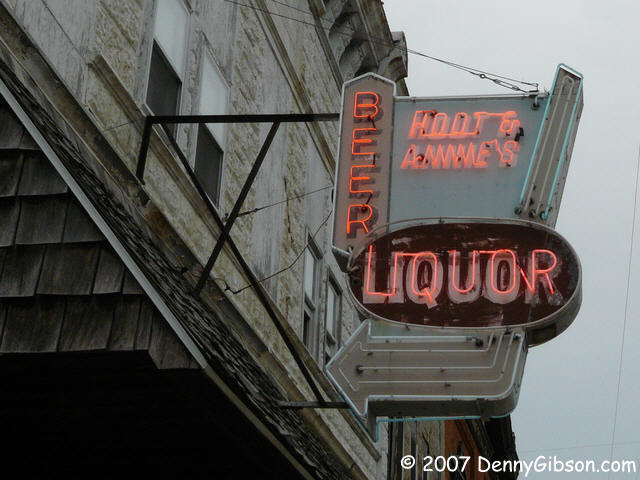 BEER
HOOT &
ANNIE'S
LIQUOR
© 2007 DennyGibson.com